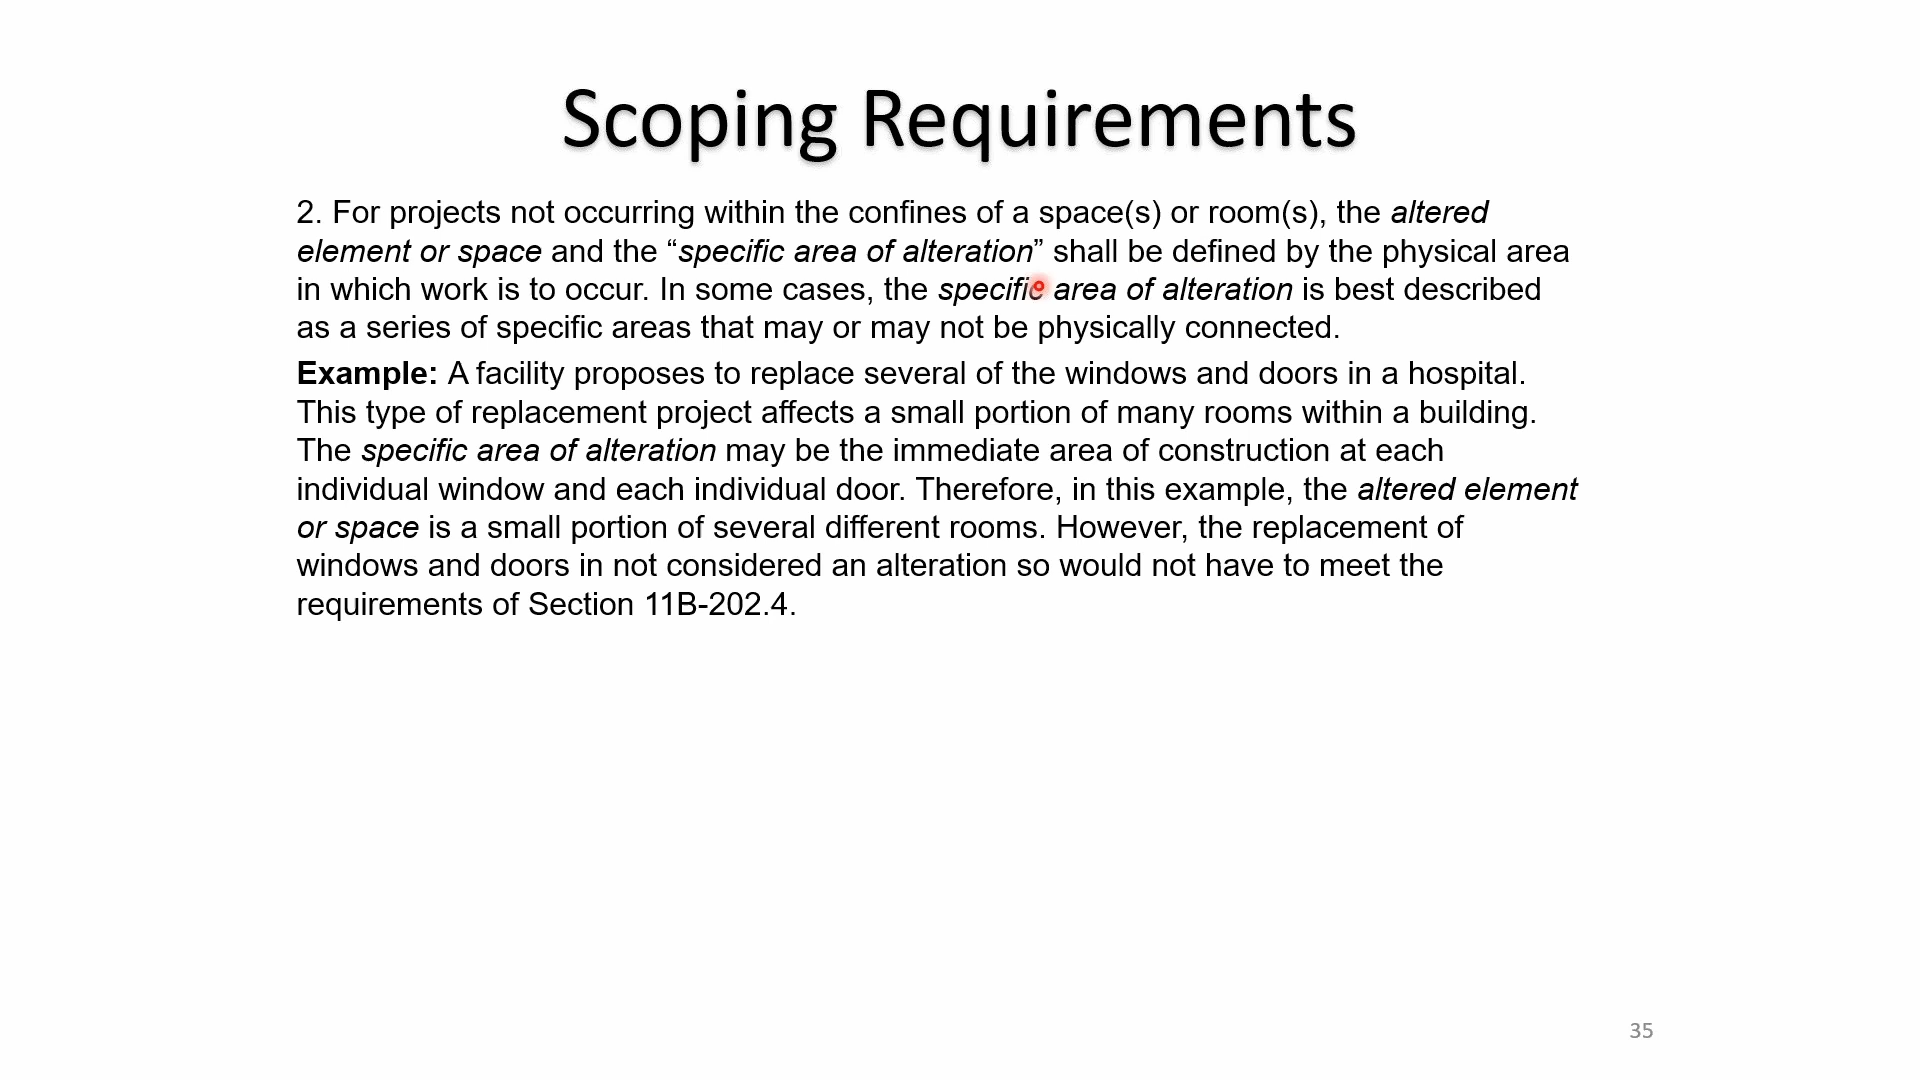 Scoping Requirements
2. For projects not occurring within the confines of a space(s) or room(s), the altered
element or space and the “specific area of alteration” shall be defined by the physical area
in which work is to occur. In some cases, the specific area of alteration is best described
as a series of specific areas that may or may not be physically connected.
Example: A facility proposes to replace several of the windows and doors in a hospital.
This type of replacement project affects a small portion of many rooms within a building.
The specific area of alteration may be the immediate area of construction at each
individual window and each individual door. Therefore, in this example, the altered element
or space is a small portion of several different rooms. However, the replacement of
windows and doors in not considered an alteration so would not have to meet the
requirements of Section 11B-202.4.
35